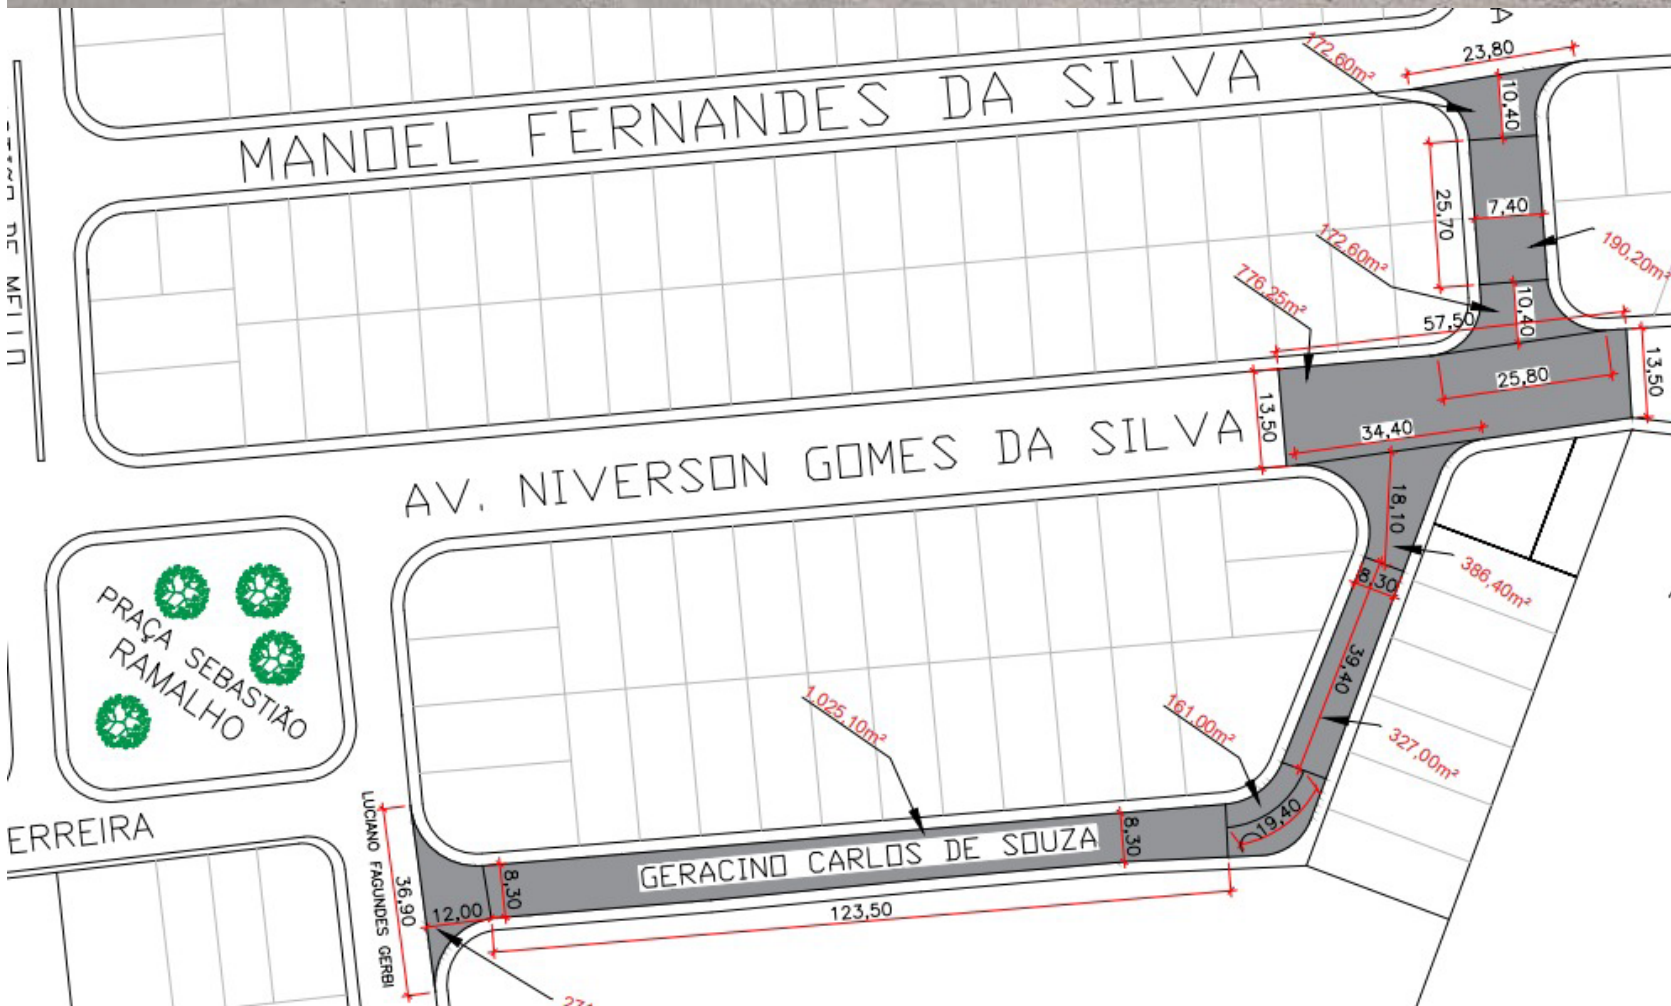 172,60m²
23,80
10,40
MANOEL FERNANDES DA SILVA
25,70
7,40
190,20m²
172,60m²
776,25m²
10,40
57,50
13,50
25,80
13,50
34,40
AV. NIVERSON GOMES DA SILVA
18,10
8,30
386,40m²
PRAÇA SEBASTIÃO
RAMALHO
39,40
1.025,10m²
161,00m²
327,00m²
19,40
ERREIRA
LUCIANO FAGUNDES GERBI
36,90
12,00
8,30
GERACINO CARLOS DE SOUZA
8,30
123,50
DE MELLO